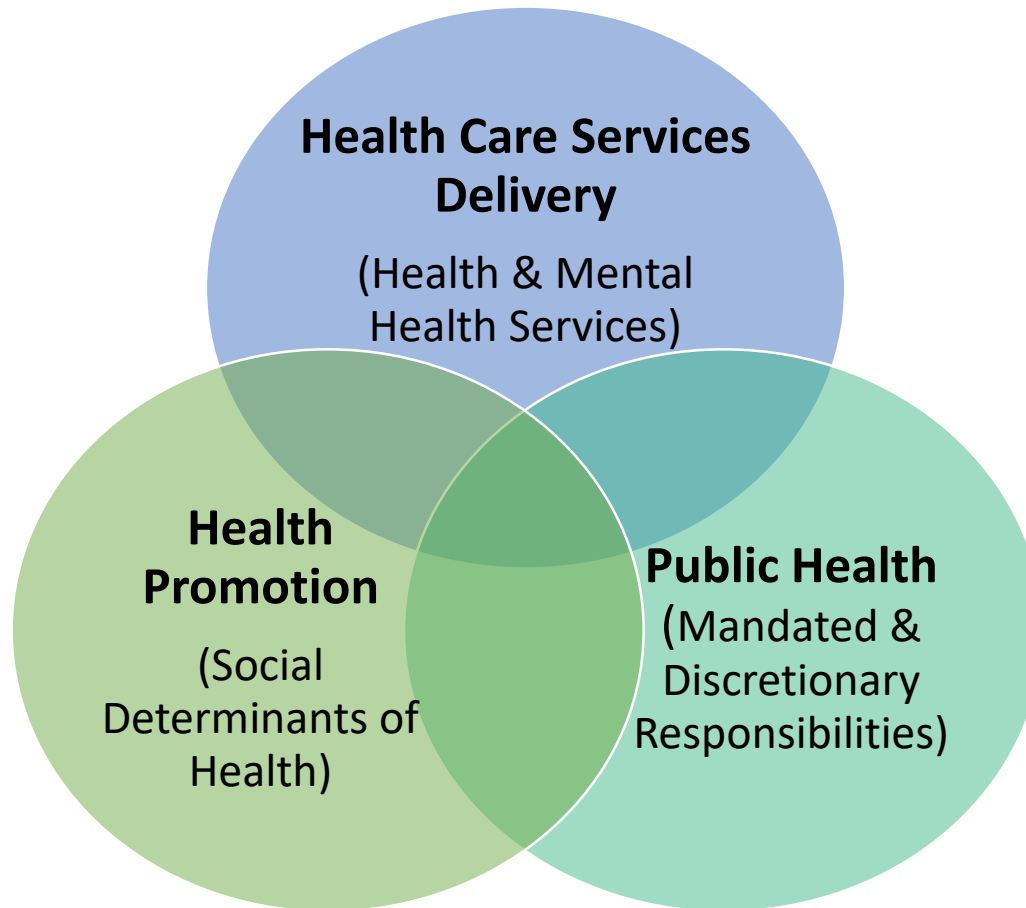 Health Care Services
Delivery
(Health & Mental
Health Services)
Health
Promotion
(Social
Determinants of
Health)
Public Health
(Mandated &
Discretionary
Responsibilities)